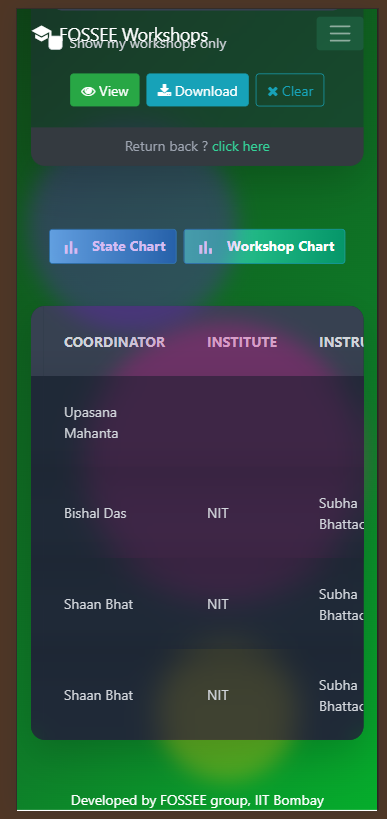 FOSSEE Workshops
Show my workshops only
View Download Clear
Return back ? click here
State Chart Workshop Chart
COORDINATOR INSTITUTE INSTRU
Upasana
Mahanta
Bishal Das NIT Subha
Bhattac
Shaan Bhat NIT Subha
Bhattac
Shaan Bhat NIT Subha
Bhattac
Developed by FOSSEE group, IIT Bombay